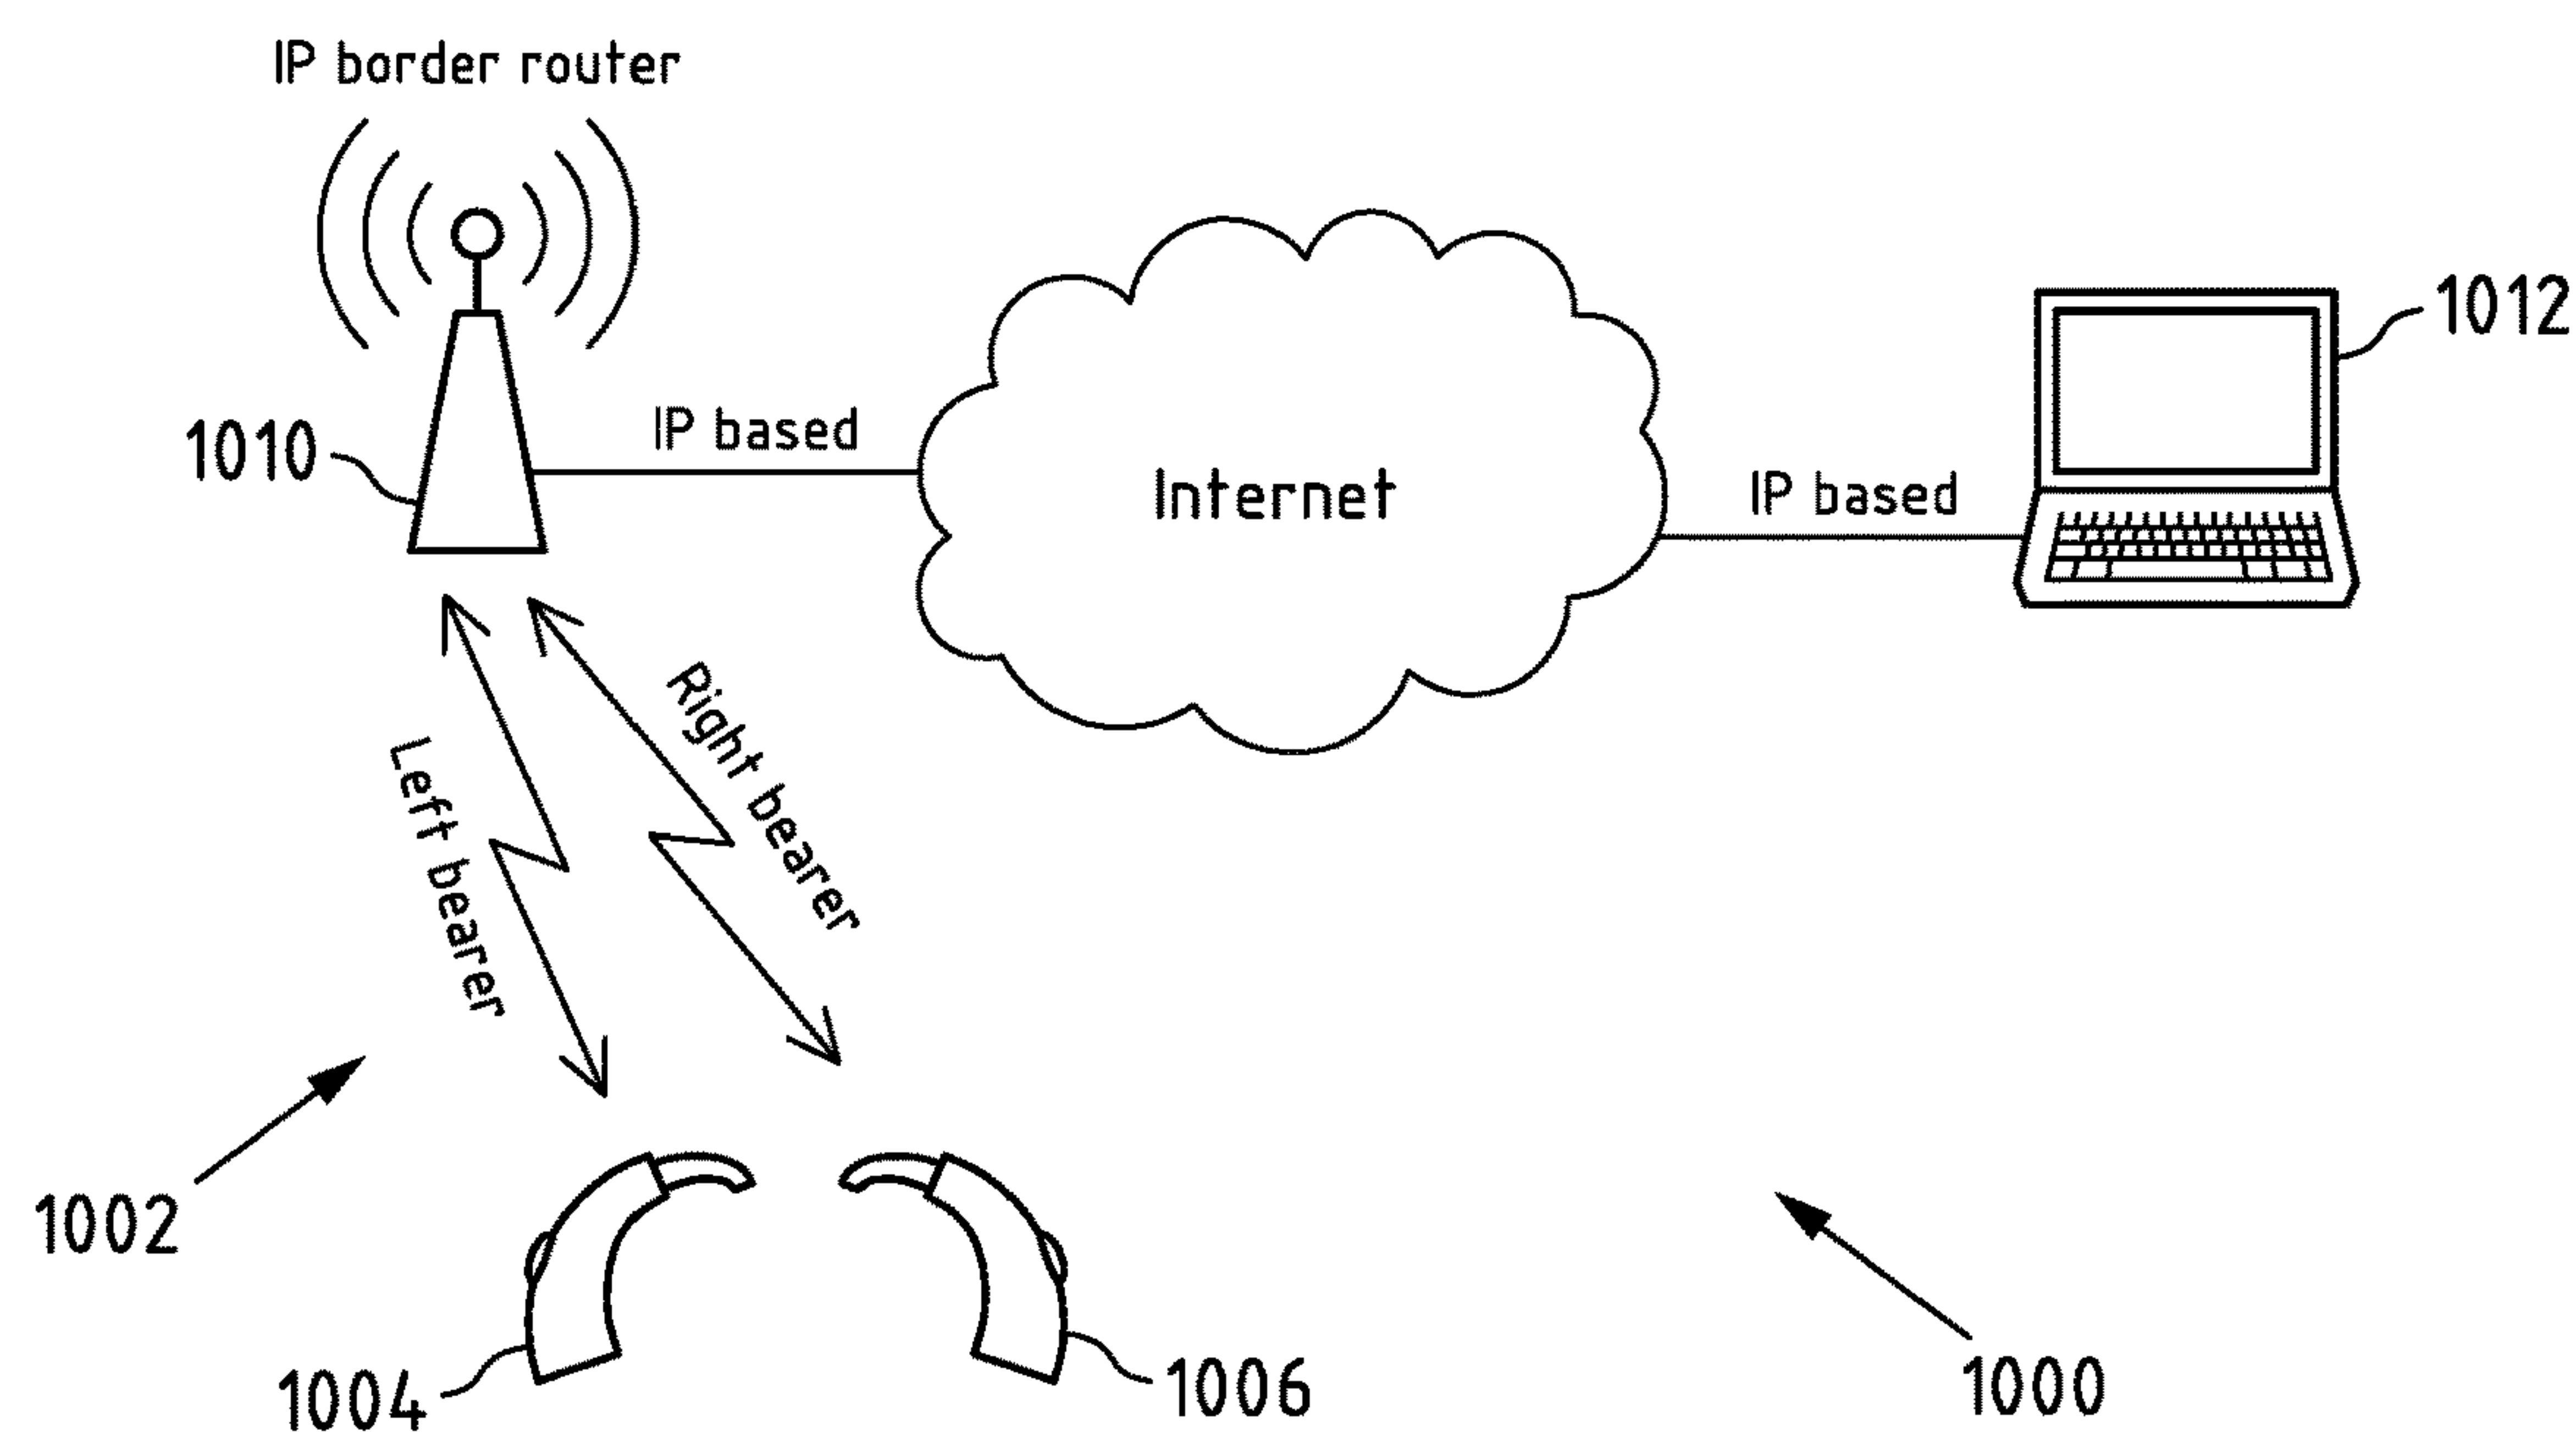 IP border router
1012
1010
IP based
Internet
IP based
Right bearer
Left bearer
1002
1004
1006
1000